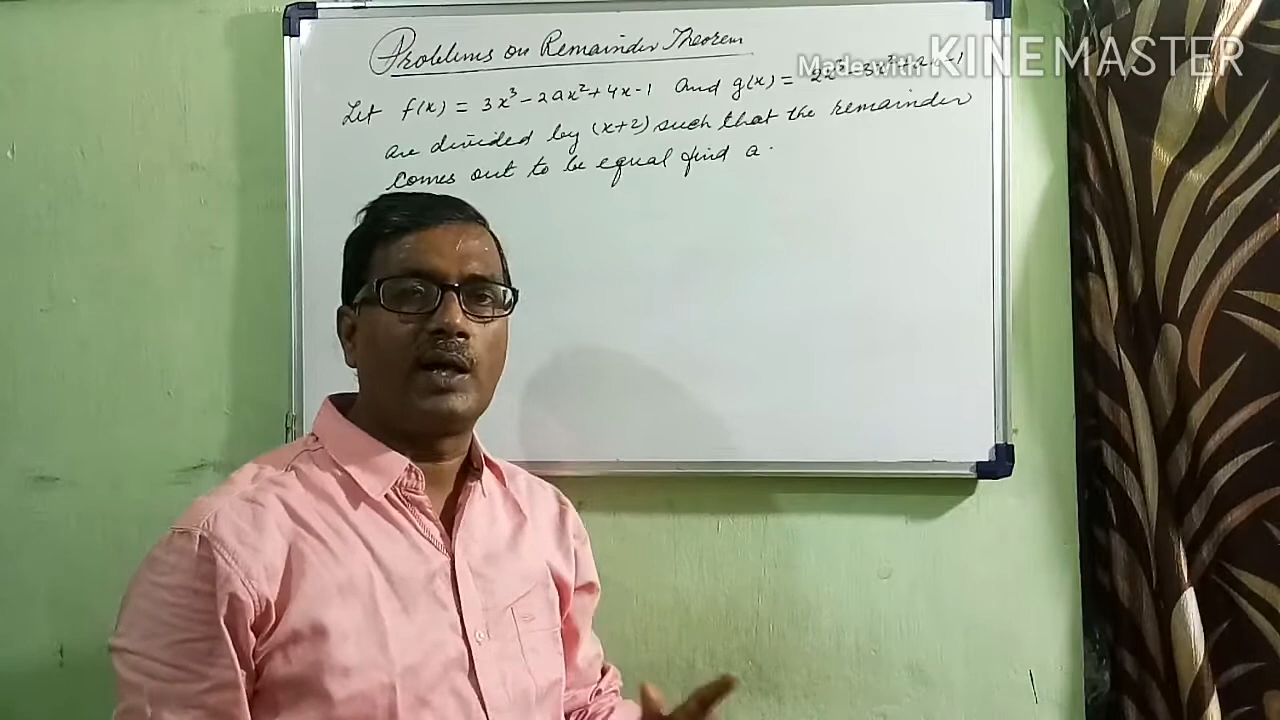 Problems on Remainder Theorem
Made with KINEMASTER
Let f(x) = 3x³ - 2ax² + 4x - 1 And g(x) =
are divided by (x+2) such that the remainder
comes out to be equal find a.